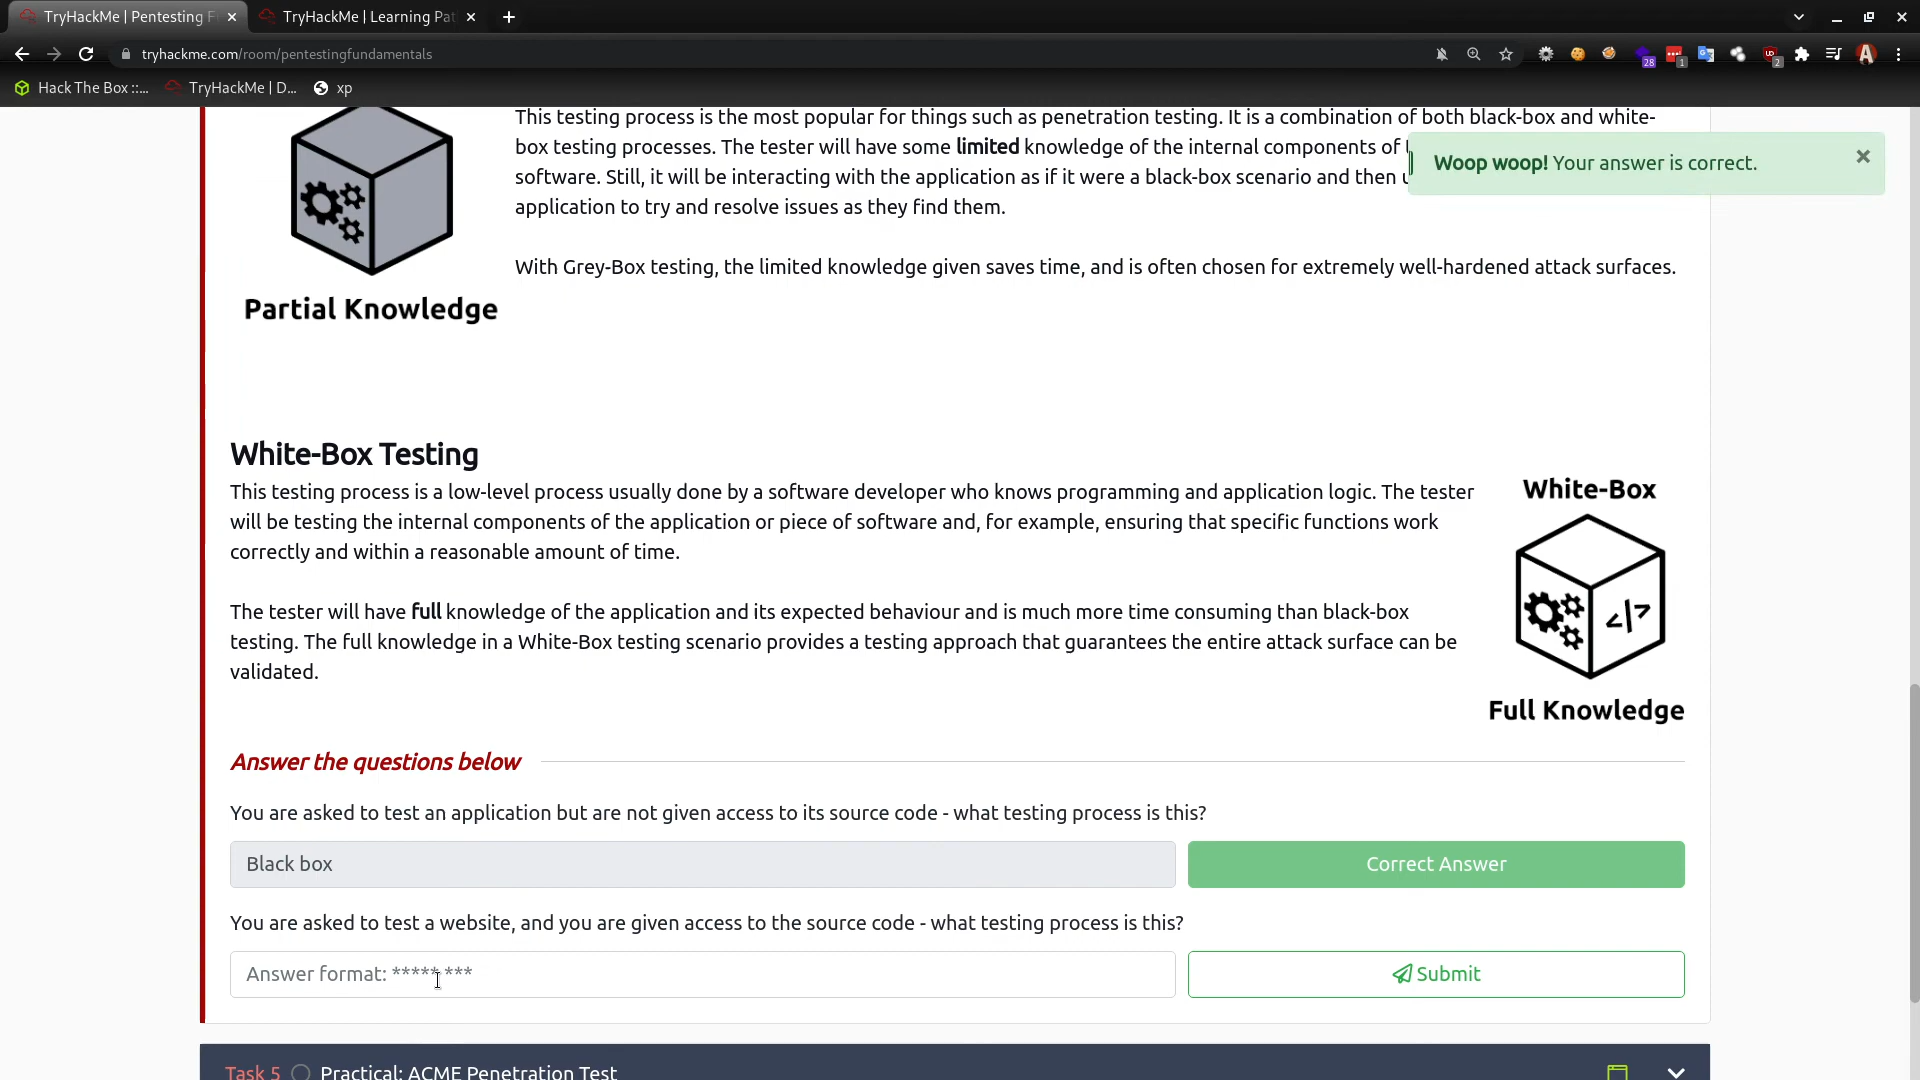 TryHackMe | Pentesting F
TryHackMe | Learning Pat
tryhackme.com/room/pentestingfundamentals
28
1
2
A
Hack The Box ::...
TryHackMe | D...
xp
This testing process is the most popular for things such as penetration testing. It is a combination of both black-box and white-
box testing processes. The tester will have some limited knowledge of the internal components of
software. Still, it will be interacting with the application as if it were a black-box scenario and then
application to try and resolve issues as they find them.
Woop woop! Your answer is correct.
With Grey-Box testing, the limited knowledge given saves time, and is often chosen for extremely well-hardened attack surfaces.
Partial Knowledge
White-Box Testing
This testing process is a low-level process usually done by a software developer who knows programming and application logic. The tester
will be testing the internal components of the application or piece of software and, for example, ensuring that specific functions work
correctly and within a reasonable amount of time.
The tester will have full knowledge of the application and its expected behaviour and is much more time consuming than black-box
testing. The full knowledge in a White-Box testing scenario provides a testing approach that guarantees the entire attack surface can be
validated.
White-Box
</>
Full Knowledge
Answer the questions below
You are asked to test an application but are not given access to its source code - what testing process is this?
Black box
Correct Answer
You are asked to test a website, and you are given access to the source code - what testing process is this?
Answer format: ***** ***
Submit
Task 5
Practical: ACME Penetration Test